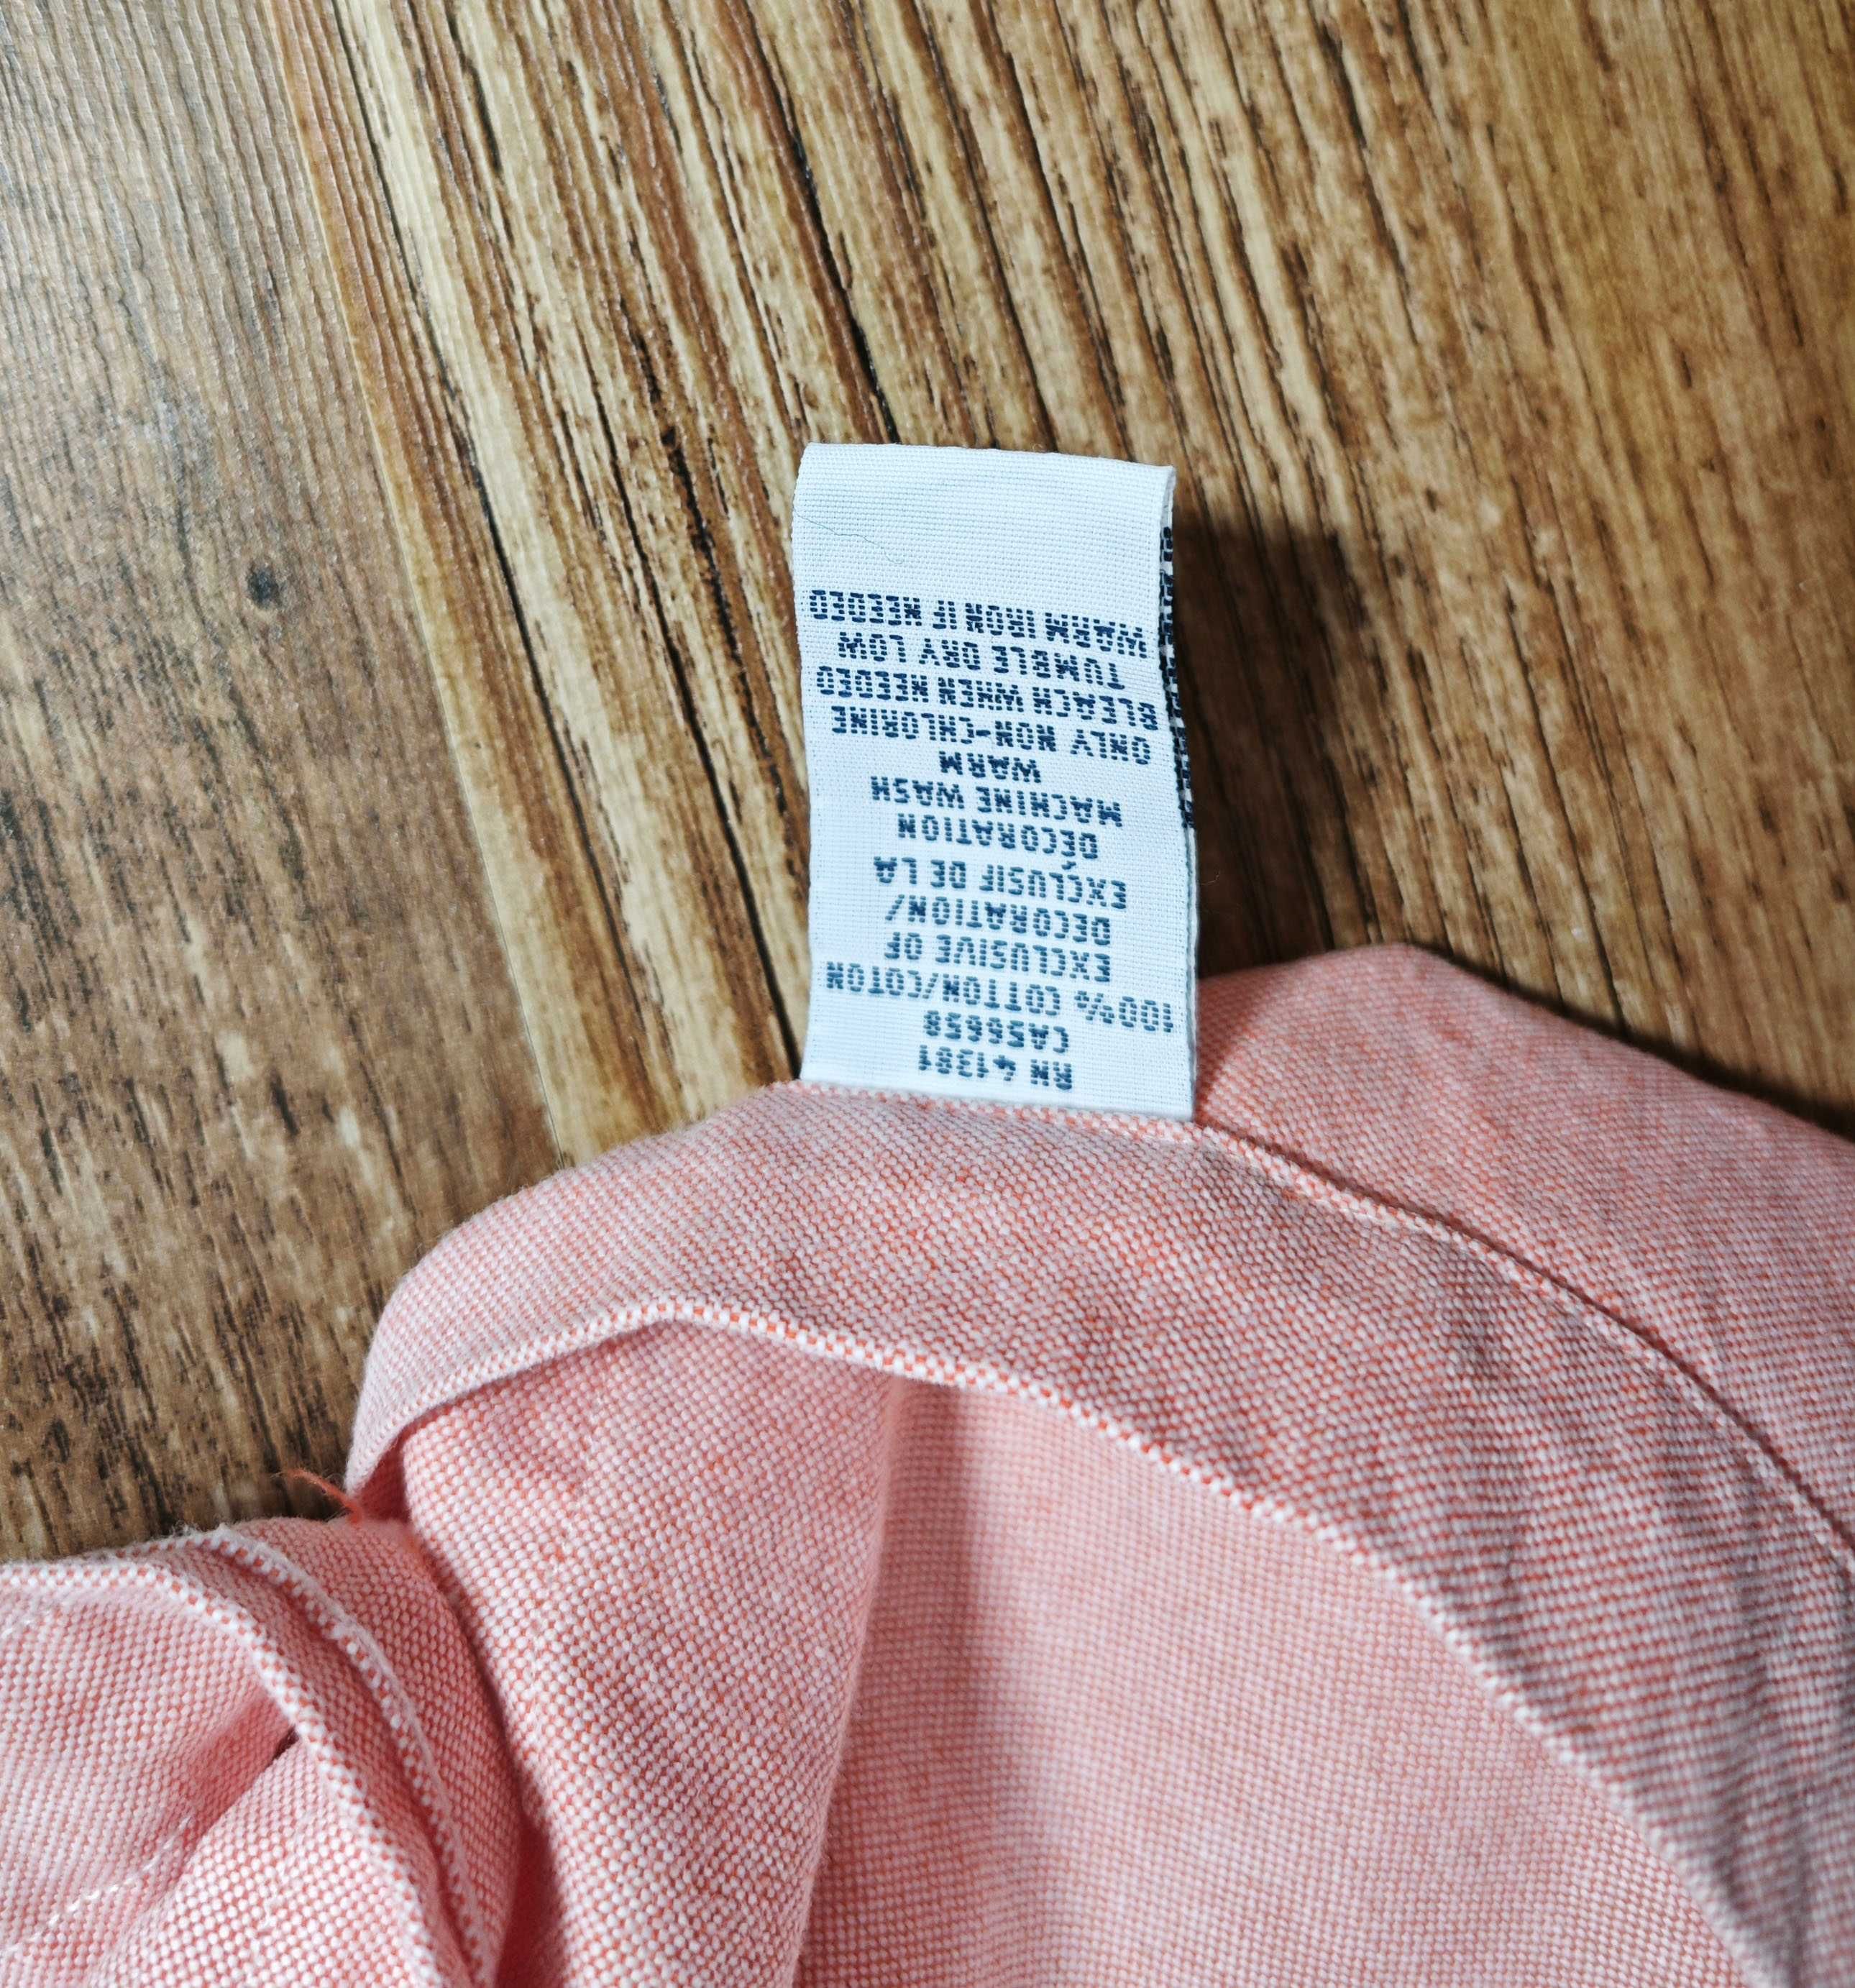 RN 41381
CA56658
100% COTTON/COTON
EXCLUSIVE OF
DECORATION/
EXCLUSIF DE LA
DÉCORATION
MACHINE WASH
WARM
ONLY NON-CHLORINE
BLEACH WHEN NEEDED
TUMBLE DRY LOW
WARM IRON IF NEEDED